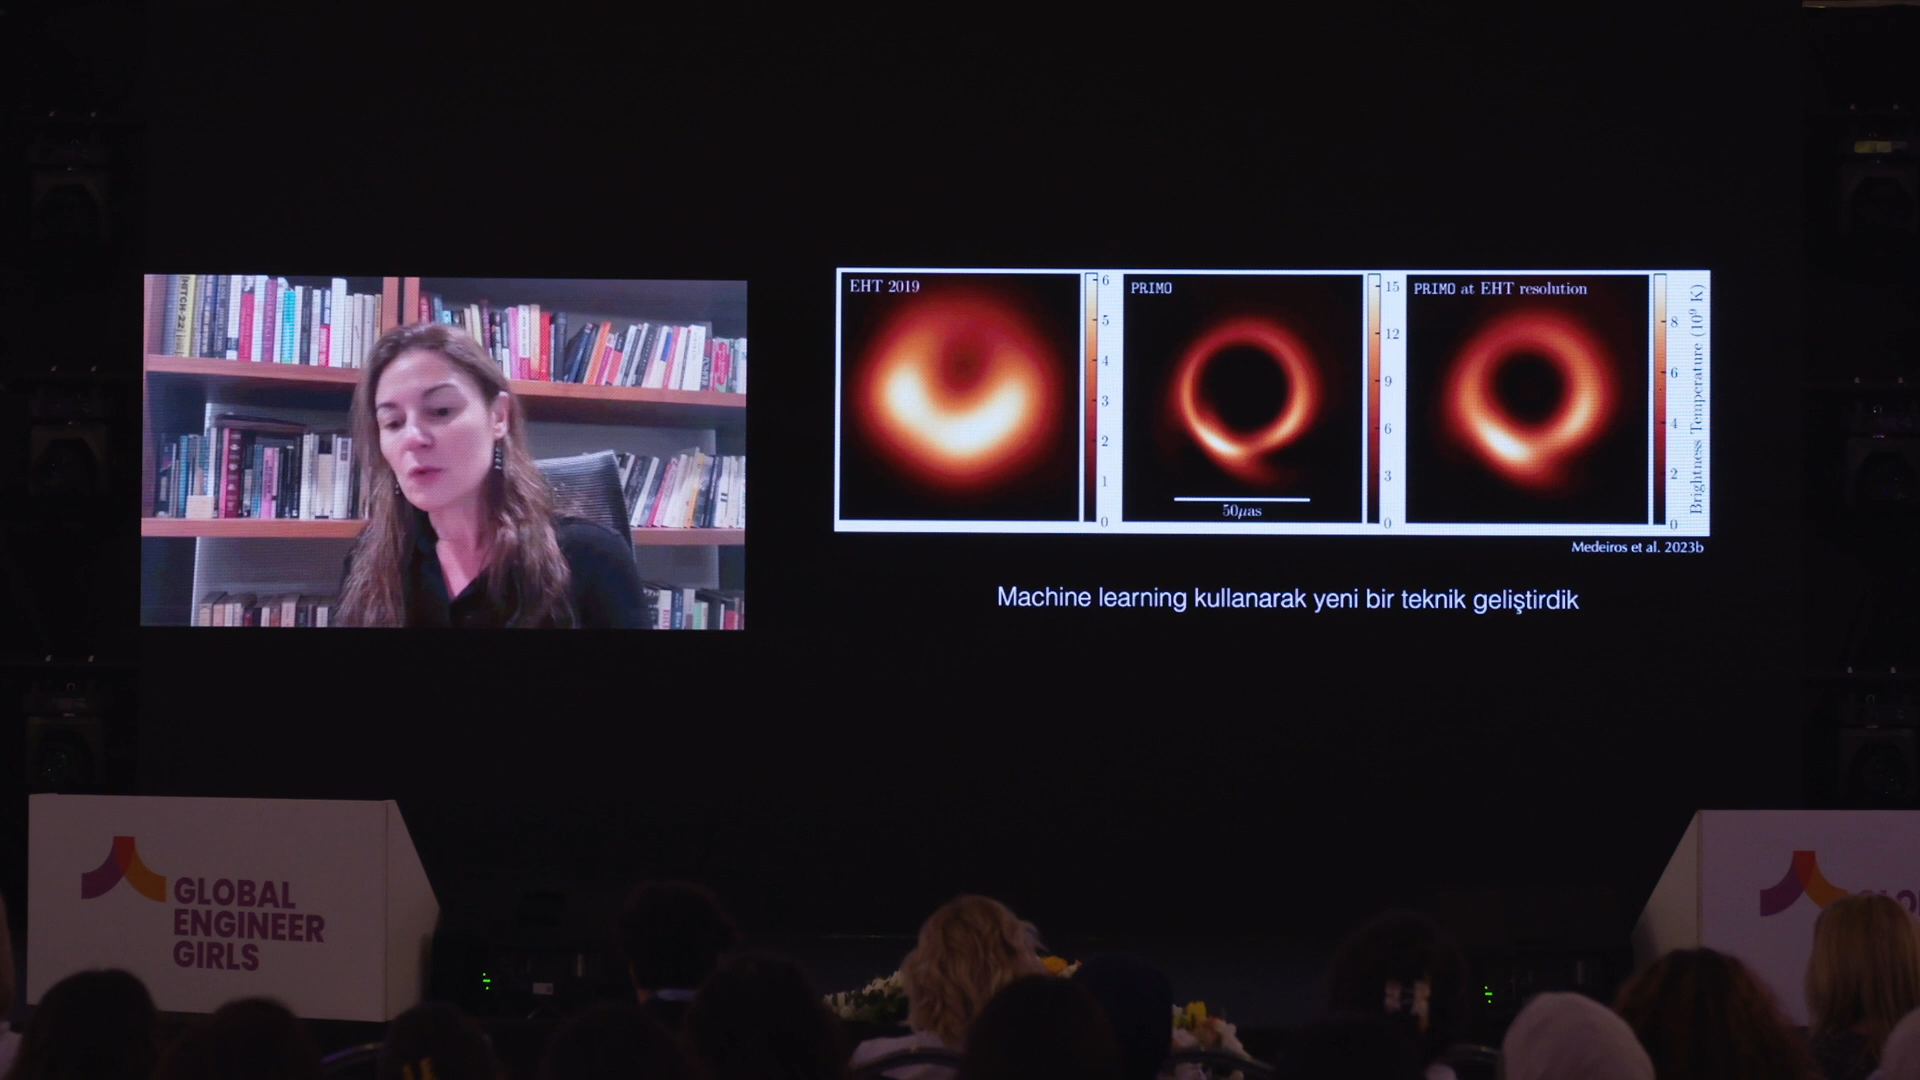 HITCH-22
EHT 2019
6
5
4
3
2
1
0
PRIMO
50μas
15
12
9
6
3
0
PRIMO at EHT resolution
8
6
4
2
0
Brightness Temperature (10⁹ K)
Medeiros et al. 2023b
Machine learning kullanarak yeni bir teknik geliştirdik
GLOBAL
ENGINEER
GIRLS